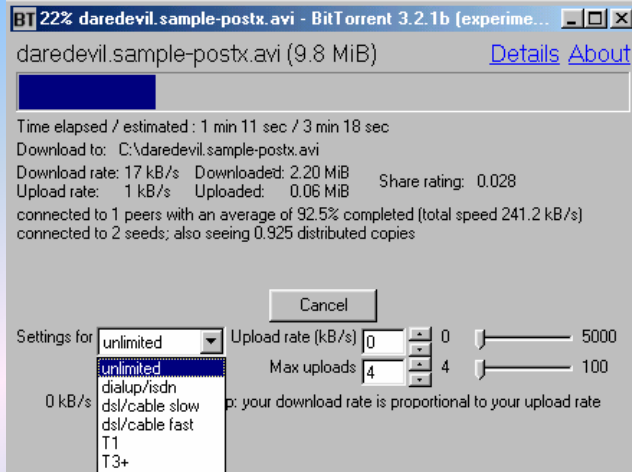 BT 22% daredevil.sample-postx.avi - BitTorrent 3.2.1b (experime...
daredevil.sample-postx.avi (9.8 MiB) Details About
Time elapsed / estimated : 1 min 11 sec / 3 min 18 sec
Download to: C:\daredevil.sample-postx.avi
Download rate: 17 kB/s Downloaded: 2.20 MiB
Share rating: 0.028
Upload rate: 1 kB/s Uploaded: 0.06 MiB
connected to 1 peers with an average of 92.5% completed (total speed 241.2 kB/s)
connected to 2 seeds; also seeing 0.925 distributed copies
Cancel
Settings for unlimited Upload rate (kB/s) 0 0 5000
unlimited Max uploads 4 4 100
dialup/isdn
0 kB/s dsl/cable slow p: your download rate is proportional to your upload rate
dsl/cable fast
T1
T3+